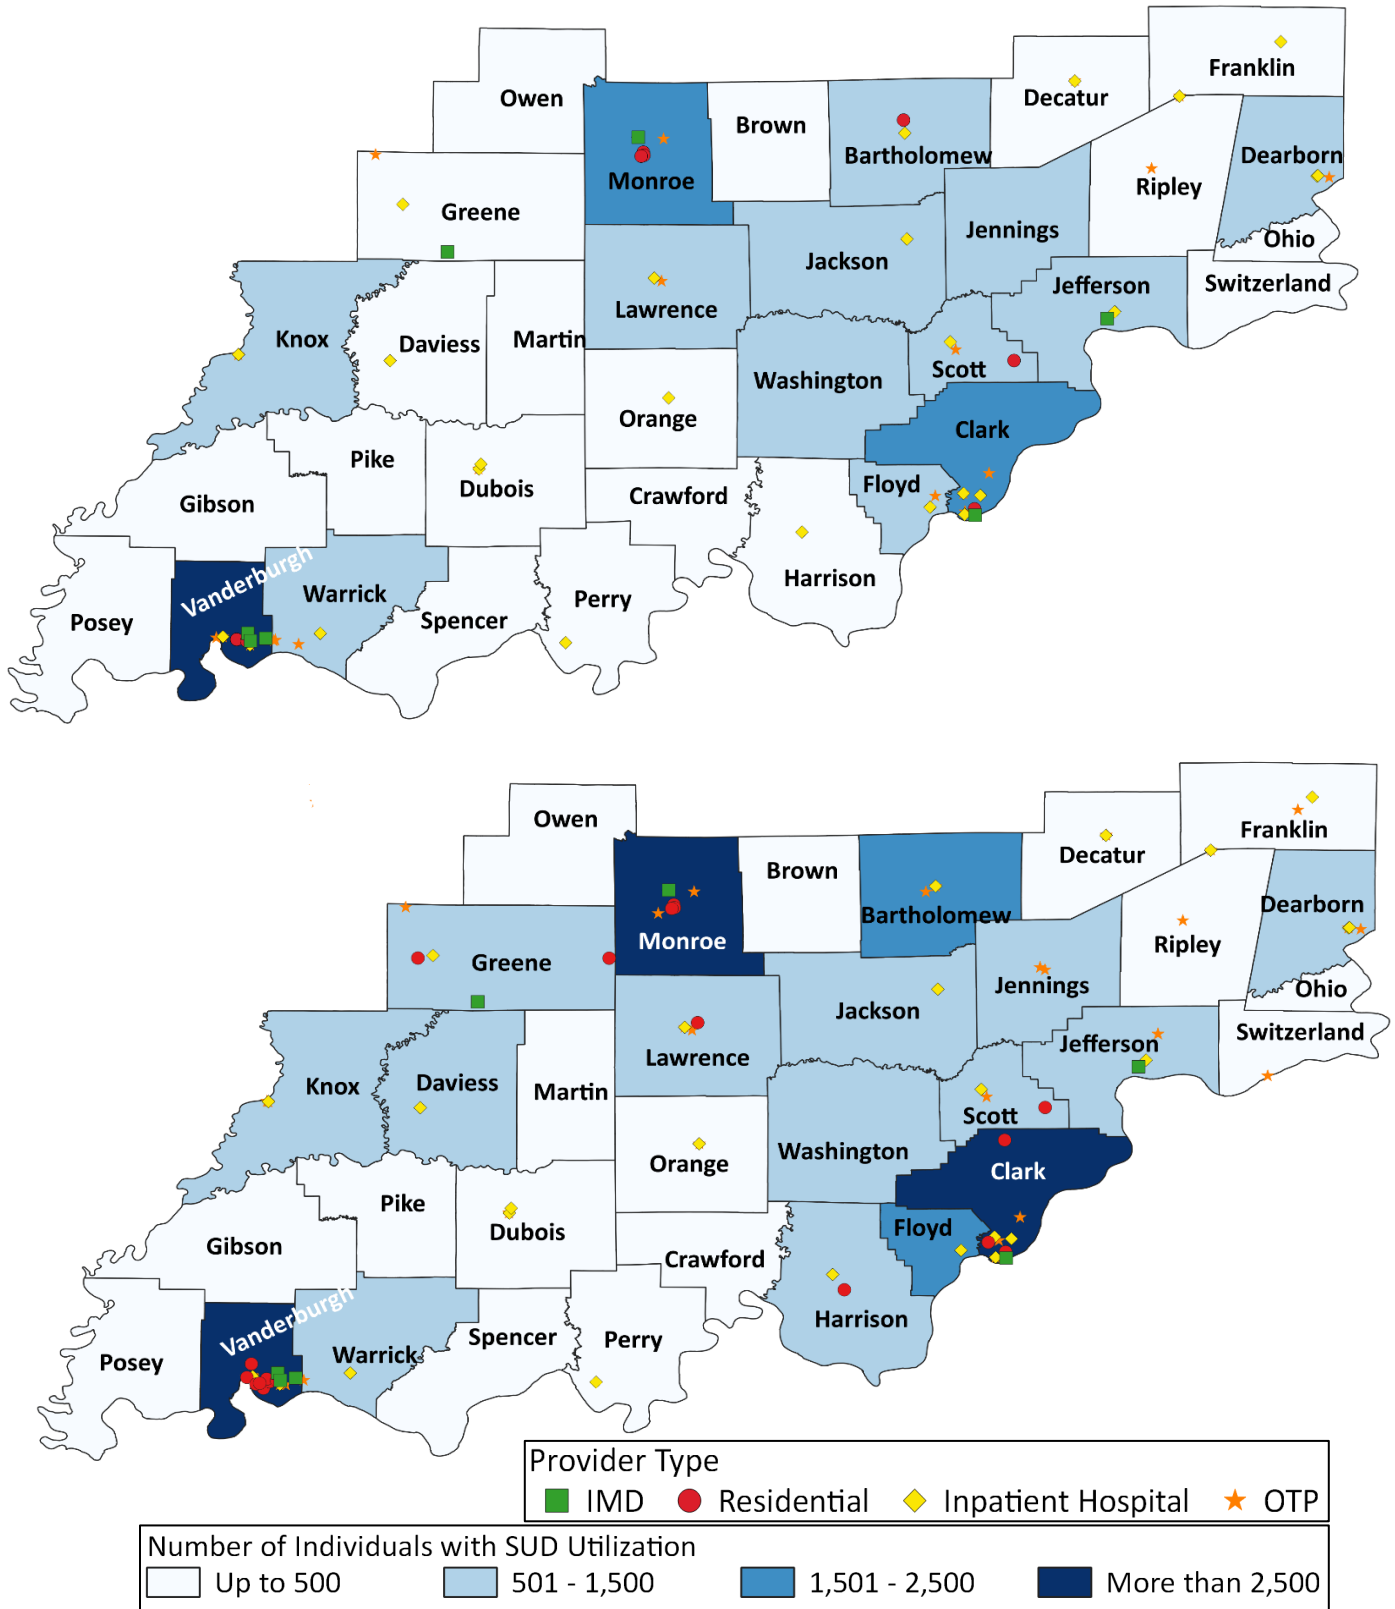 Franklin
Owen
Decatur
Brown
Bartholomew
Dearborn
Monroe
Ripley
Greene
Jennings
Ohio
Jackson
Switzerland
Jefferson
Lawrence
Knox
Daviess
Martin
Scott
Washington
Orange
Clark
Pike
Floyd
Dubois
Crawford
Gibson
Vanderburgh
Harrison
Warrick
Perry
Posey
Spencer
Owen
Franklin
Decatur
Brown
Dearborn
Bartholomew
Monroe
Ripley
Greene
Jennings
Ohio
Jackson
Switzerland
Jefferson
Lawrence
Knox
Daviess
Martin
Scott
Washington
Orange
Clark
Pike
Floyd
Dubois
Gibson
Crawford
Vanderburgh
Harrison
Spencer
Perry
Warrick
Posey
Provider Type
IMD Residential Inpatient Hospital OTP
Number of Individuals with SUD Utilization
Up to 500 501 - 1,500 1,501 - 2,500 More than 2,500